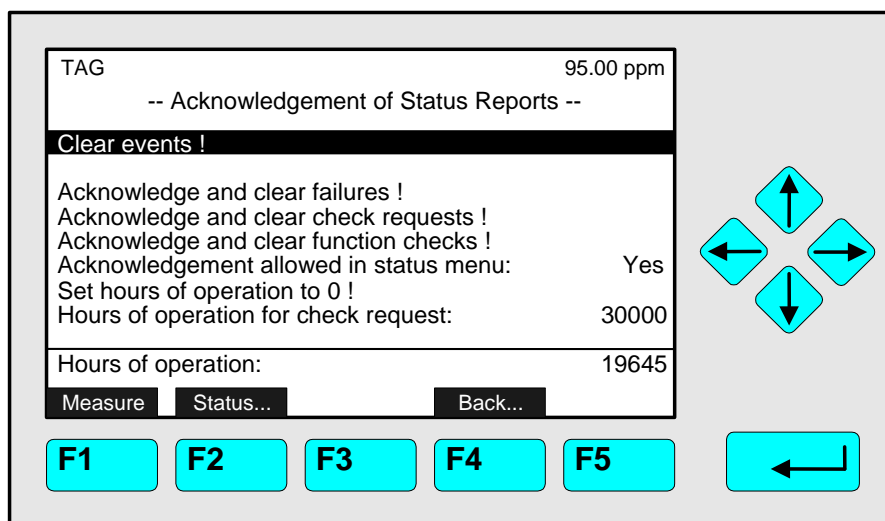 TAG 95.00 ppm
-- Acknowledgement of Status Reports --
Clear events !
Acknowledge and clear failures !
Acknowledge and clear check requests !
Acknowledge and clear function checks !
Acknowledgement allowed in status menu: Yes
Set hours of operation to 0 !
Hours of operation for check request: 30000
Hours of operation: 19645
Measure Status... Back...
F1 F2 F3 F4 F5